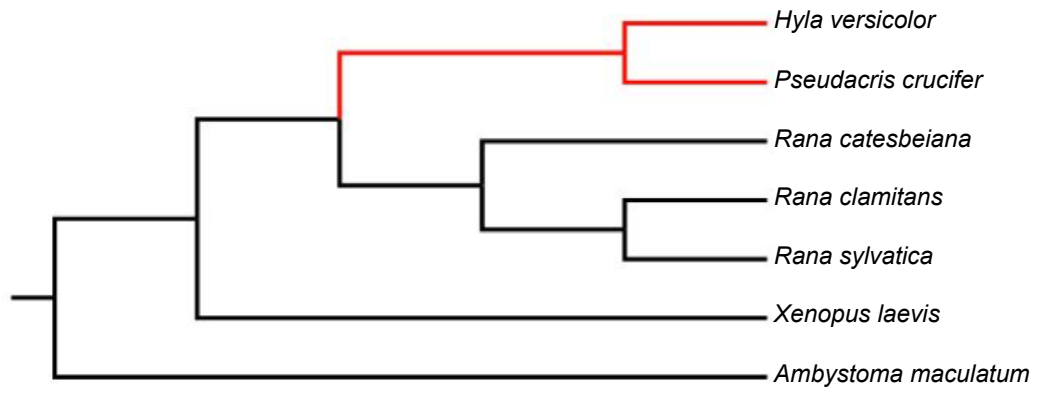 Hyla versicolor
Pseudacris crucifer
Rana catesbeiana
Rana clamitans
Rana sylvatica
Xenopus laevis
Ambystoma maculatum